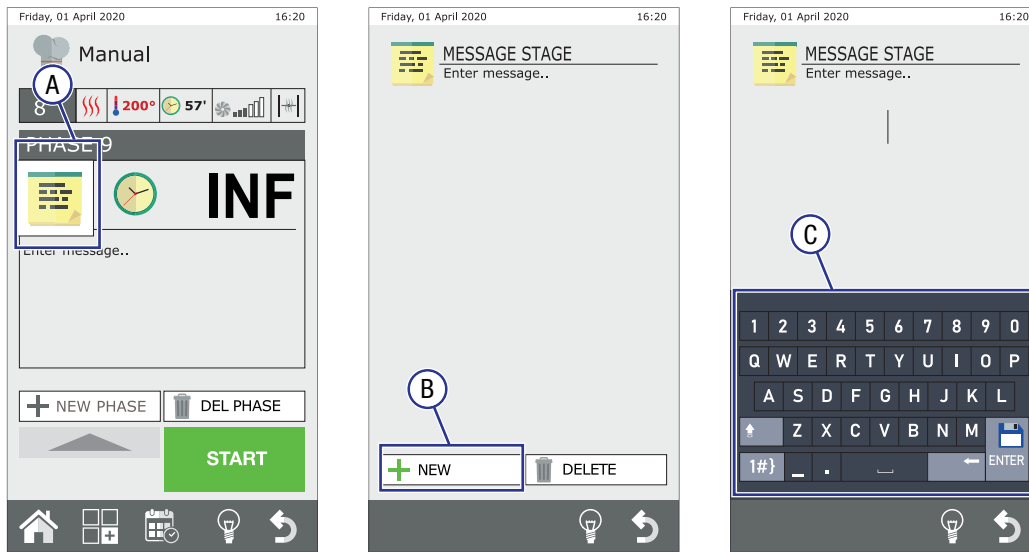 Friday, 01 April 2020 16:20
Manual
A
8 200° 57'
PHASE 9
INF
Enter message..
NEW PHASE DEL PHASE
START
Friday, 01 April 2020 16:20
MESSAGE STAGE
Enter message..
B
NEW DELETE
Friday, 01 April 2020 16:20
MESSAGE STAGE
Enter message..
C
1 2 3 4 5 6 7 8 9 0
Q W E R T Y U I O P
A S D F G H J K L
Z X C V B N M
1#} _ . ENTER